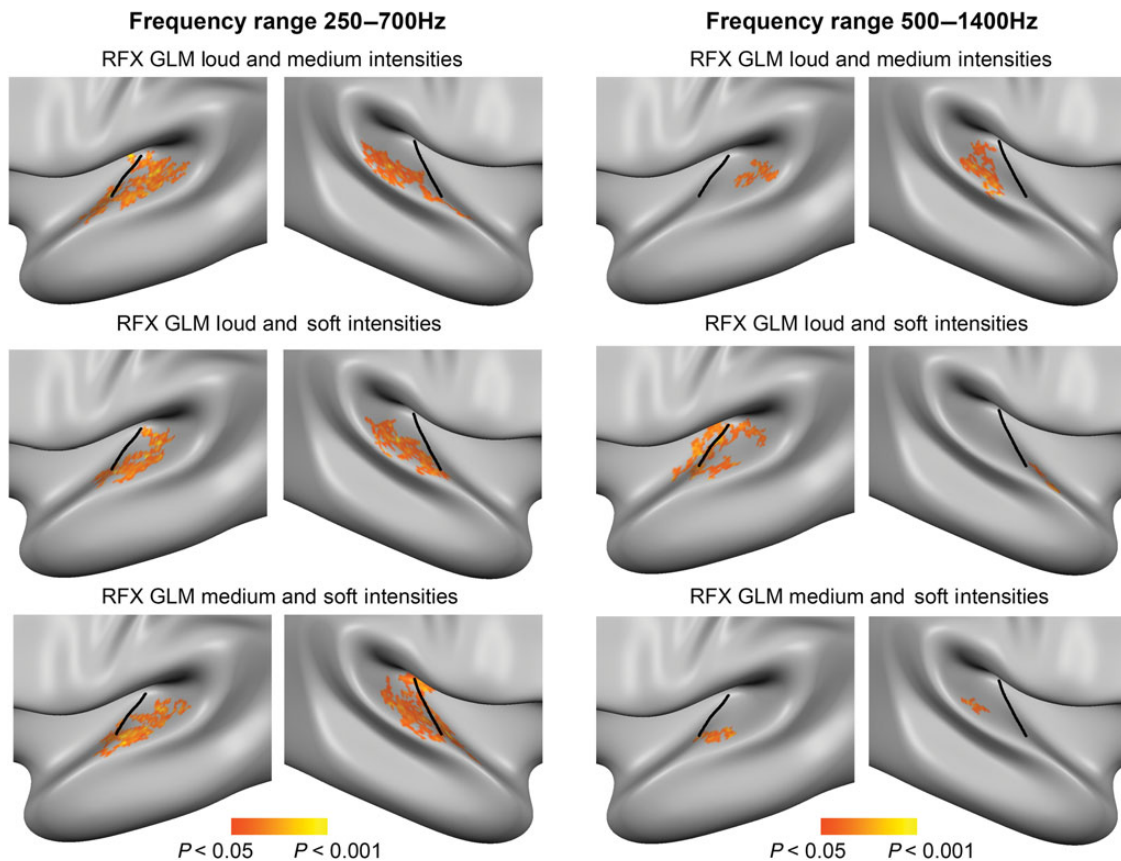 Frequency range 250–700Hz
RFX GLM loud and medium intensities
RFX GLM loud and soft intensities
RFX GLM medium and soft intensities
P < 0.05 P < 0.001
Frequency range 500–1400Hz
RFX GLM loud and medium intensities
RFX GLM loud and soft intensities
RFX GLM medium and soft intensities
P < 0.05 P < 0.001